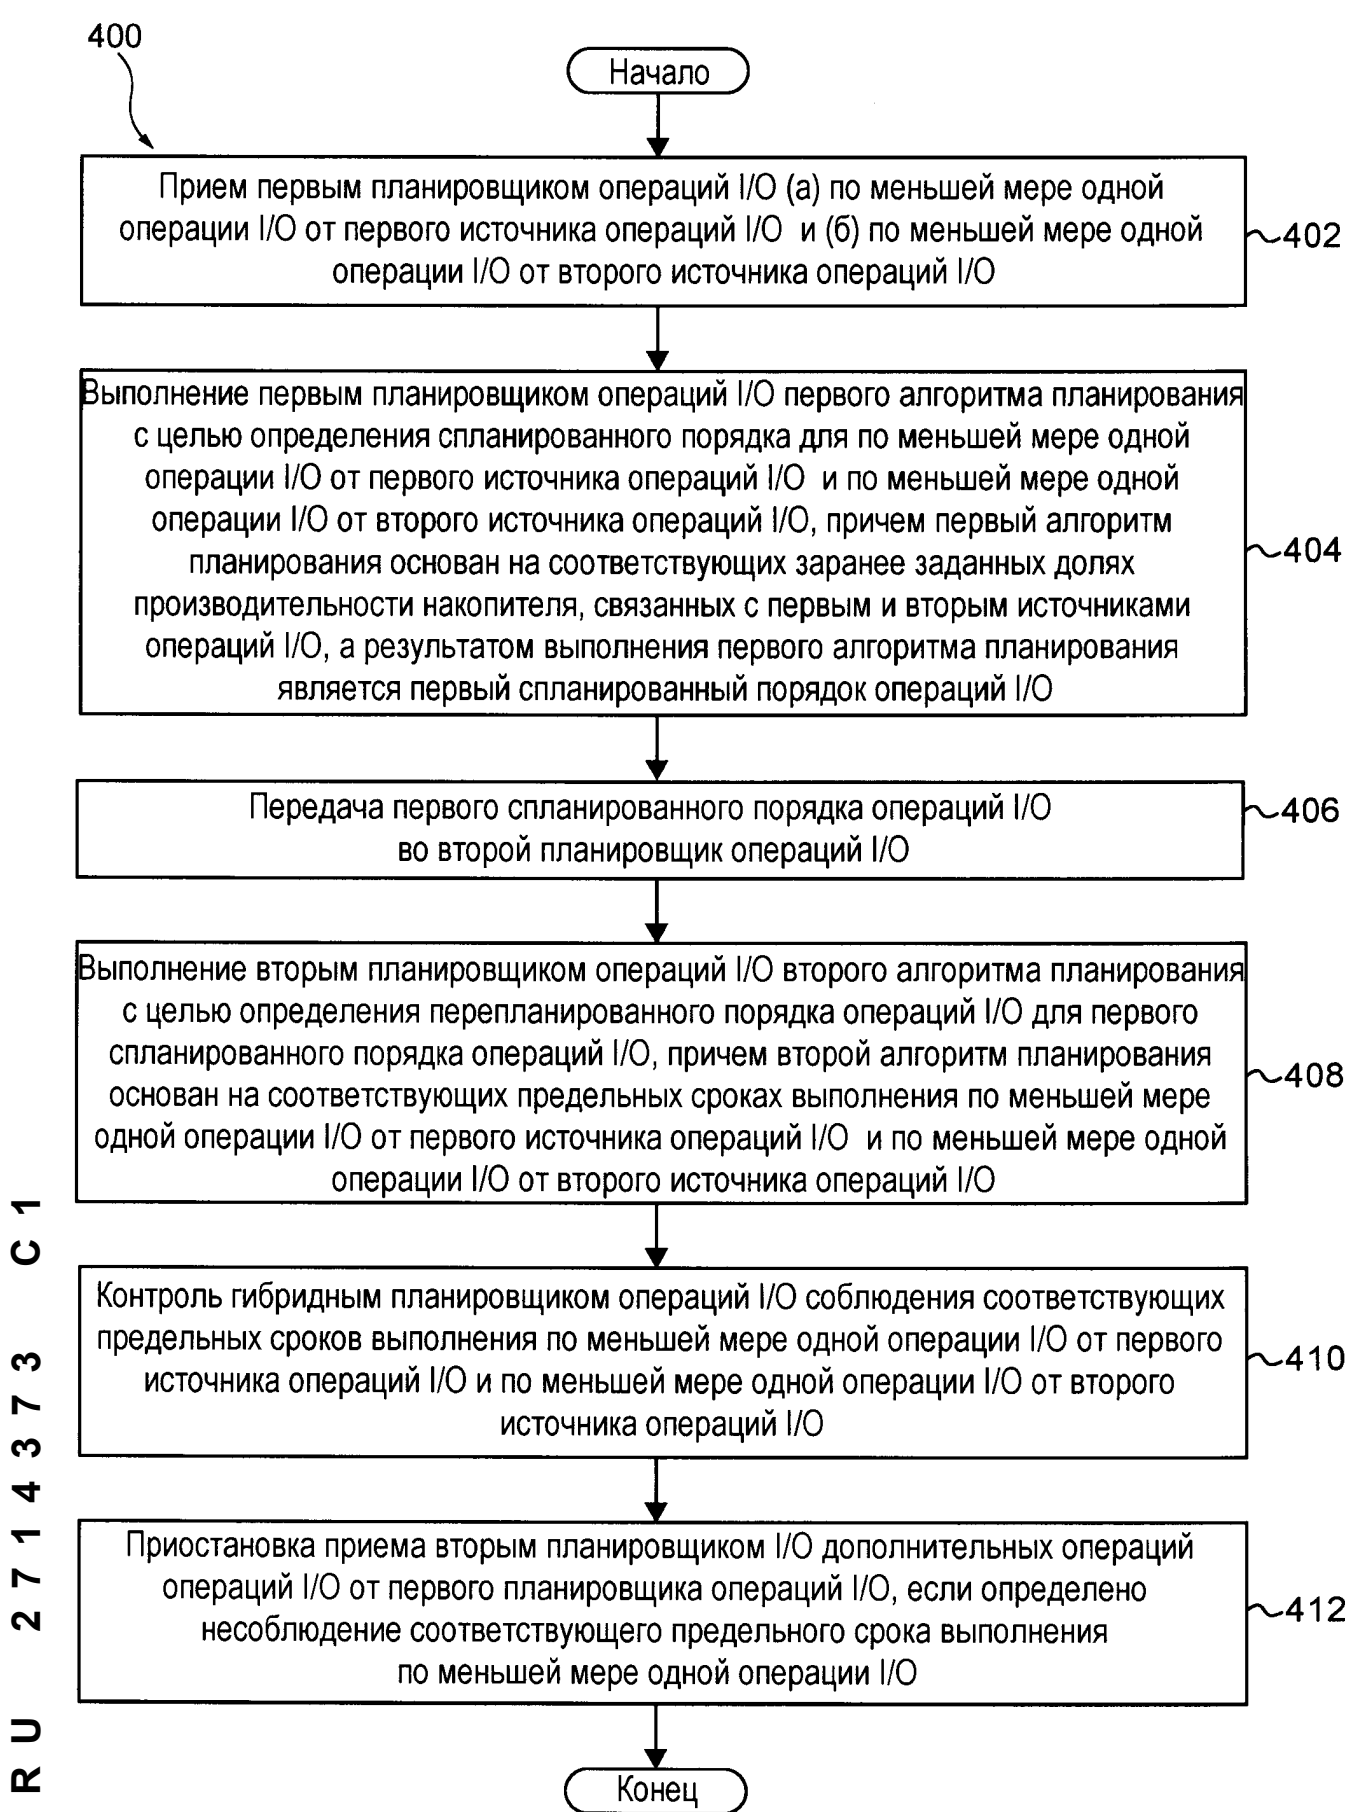 400
Начало
Прием первым планировщиком операций I/O (а) по меньшей мере одной
операции I/O от первого источника операций I/O и (б) по меньшей мере одной
операции I/O от второго источника операций I/O
402
Выполнение первым планировщиком операций I/O первого алгоритма планирования
с целью определения спланированного порядка для по меньшей мере одной
операции I/O от первого источника операций I/O и по меньшей мере одной
операции I/O от второго источника операций I/O, причем первый алгоритм
планирования основан на соответствующих заранее заданных долях
производительности накопителя, связанных с первым и вторым источниками
операций I/O, а результатом выполнения первого алгоритма планирования
является первый спланированный порядок операций I/O
404
Передача первого спланированного порядка операций I/O
во второй планировщик операций I/O
406
Выполнение вторым планировщиком операций I/O второго алгоритма планирования
с целью определения перепланированного порядка операций I/O для первого
спланированного порядка операций I/O, причем второй алгоритм планирования
основан на соответствующих предельных сроках выполнения по меньшей мере
одной операции I/O от первого источника операций I/O и по меньшей мере одной
операции I/O от второго источника операций I/O
408
Контроль гибридным планировщиком операций I/O соблюдения соответствующих
предельных сроков выполнения по меньшей мере одной операции I/O от первого
источника операций I/O и по меньшей мере одной операции I/O от второго
источника операций I/O
410
Приостановка приема вторым планировщиком I/O дополнительных операций
операций I/O от первого планировщика операций I/O, если определено
несоблюдение соответствующего предельного срока выполнения
по меньшей мере одной операции I/O
412
Конец
RU 2714373 C1